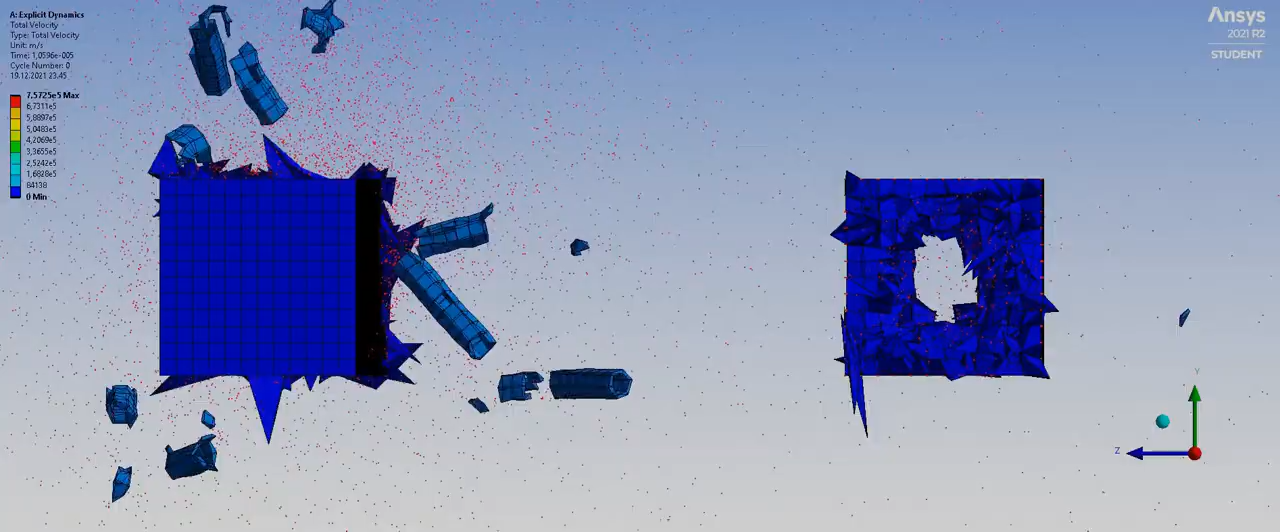 A: Explicit Dynamics
Total Velocity
Type: Total Velocity
Unit: m/s
Time: 1,0596e-005
Cycle Number: 0
19.12.2021 23.45
7,5725e5 Max
6,7311e5
5,8897e5
5,0483e5
4,2069e5
3,3655e5
2,5242e5
1,6828e5
84138
0 Min
Ansys
2021 R2
STUDENT
Y
Z